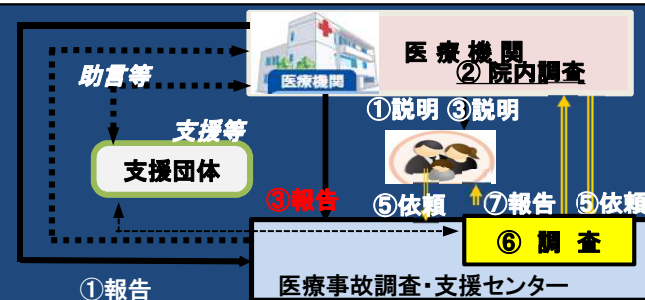 医療機関
② 院内調査
医療機関
助言等
①説明 ③説明
支援等
支援団体
③報告
⑤依頼
⑦報告
⑤依頼
⑥ 調 査
医療事故調査・支援センター
①報告